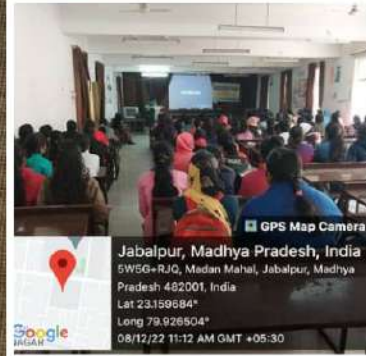 GPS Map Camera
Jabalpur, Madhya Pradesh, India
5W5G+RJQ, Madan Mahal, Jabalpur, Madhya
Pradesh 482001, India
Lat 23.159684°
Long 79.926504°
08/12/22 11:12 AM GMT +05:30
Google
NAGAR